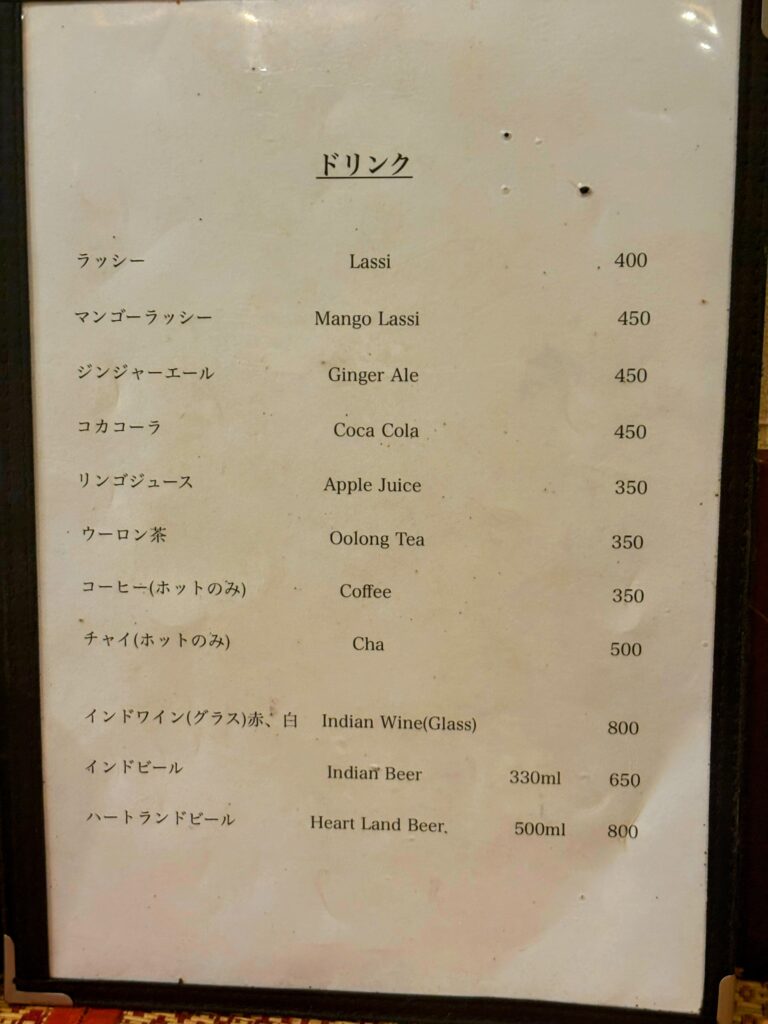 ドリンク
ラッシー Lassi 400
マンゴーラッシー Mango Lassi 450
ジンジャーエール Ginger Ale 450
コカコーラ Coca Cola 450
リンゴジュース Apple Juice 350
ウーロン茶 Oolong Tea 350
コーヒー(ホットのみ) Coffee 350
チャイ(ホットのみ) Cha 500
インドワイン(グラス)赤、白 Indian Wine(Glass) 800
インドビール Indian Beer 330ml 650
ハートランドビール Heart Land Beer. 500ml 800